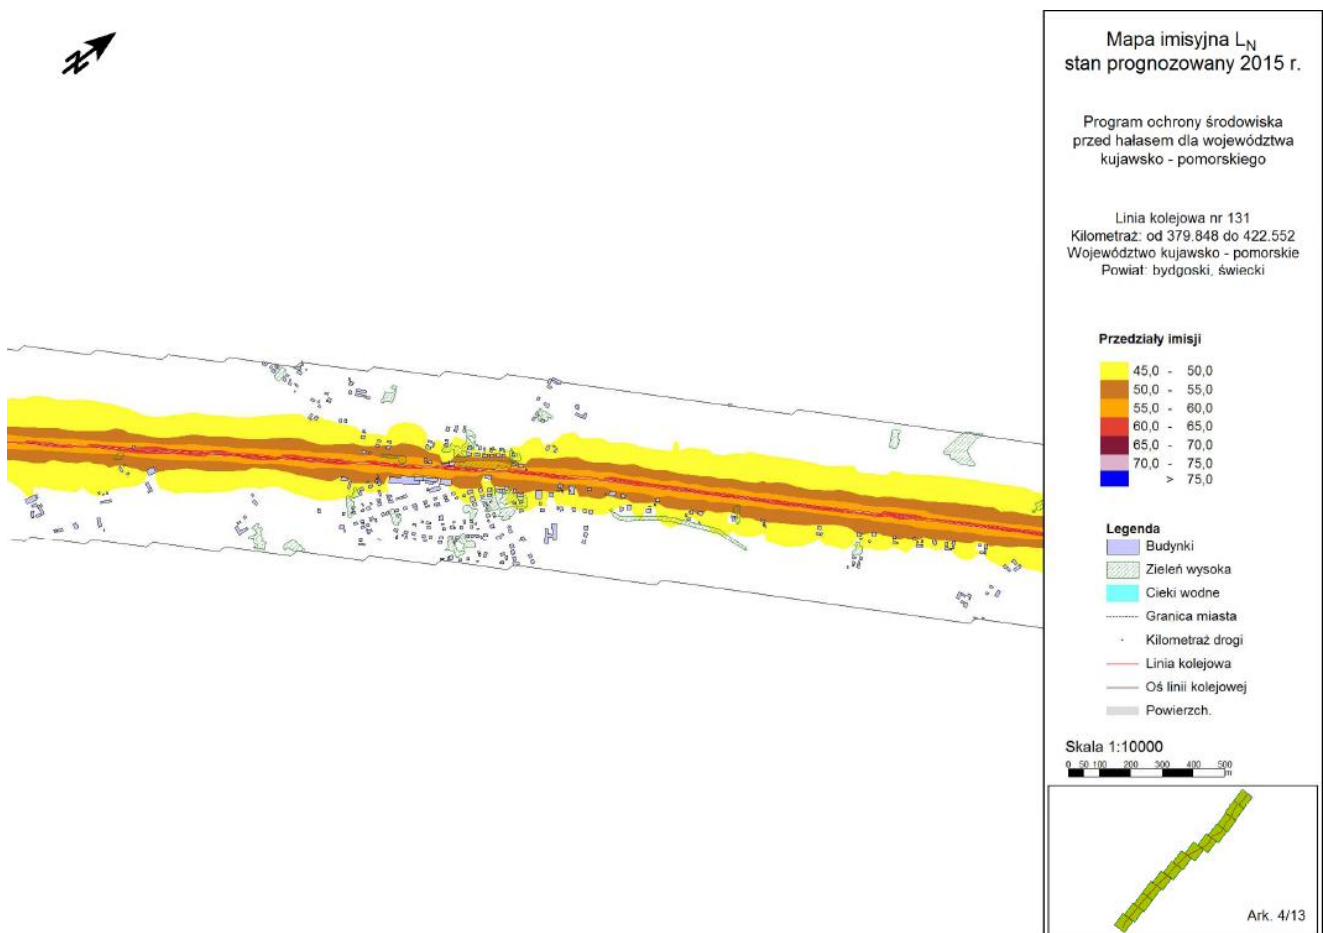 N
Mapa imisyjna LN
stan prognozowany 2015 r.
Program ochrony środowiska
przed hałasem dla województwa
kujawsko - pomorskiego
Linia kolejowa nr 131
Kilometraż: od 379.848 do 422.552
Województwo kujawsko - pomorskie
Powiat: bydgoski, świecki
Przedziały imisji
45,0 - 50,0
50,0 - 55,0
55,0 - 60,0
60,0 - 65,0
65,0 - 70,0
70,0 - 75,0
> 75,0
Legenda
Budynki
Zieleń wysoka
Cieki wodne
Granica miasta
Kilometraż drogi
Linia kolejowa
Oś linii kolejowej
Powierzch.
Skala 1:10000
0 50 100 200 300 400 500
m
Ark. 4/13